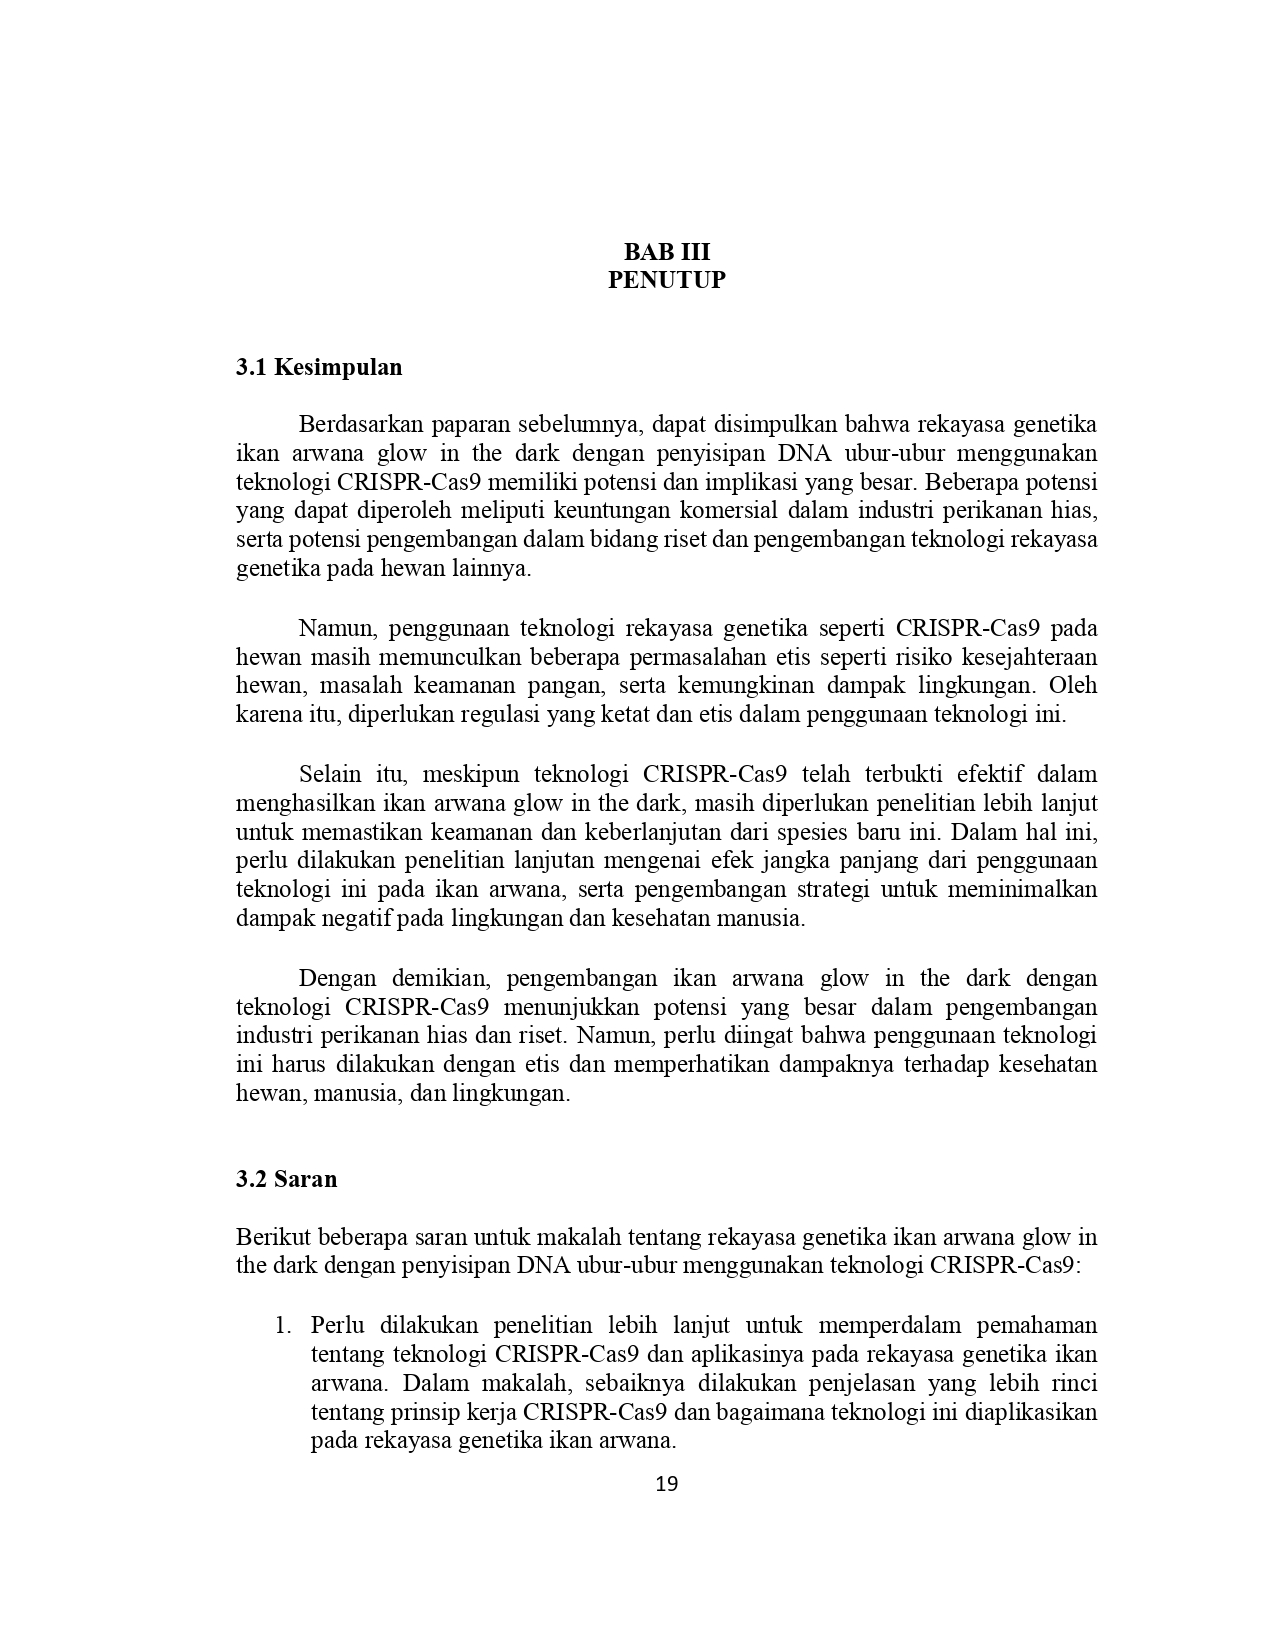 BAB III
PENUTUP
3.1 Kesimpulan
Berdasarkan paparan sebelumnya, dapat disimpulkan bahwa rekayasa genetika
ikan arwana glow in the dark dengan penyisipan DNA ubur-ubur menggunakan
teknologi CRISPR-Cas9 memiliki potensi dan implikasi yang besar. Beberapa potensi
yang dapat diperoleh meliputi keuntungan komersial dalam industri perikanan hias,
serta potensi pengembangan dalam bidang riset dan pengembangan teknologi rekayasa
genetika pada hewan lainnya.
Namun, penggunaan teknologi rekayasa genetika seperti CRISPR-Cas9 pada
hewan masih memunculkan beberapa permasalahan etis seperti risiko kesejahteraan
hewan, masalah keamanan pangan, serta kemungkinan dampak lingkungan. Oleh
karena itu, diperlukan regulasi yang ketat dan etis dalam penggunaan teknologi ini.
Selain itu, meskipun teknologi CRISPR-Cas9 telah terbukti efektif dalam
menghasilkan ikan arwana glow in the dark, masih diperlukan penelitian lebih lanjut
untuk memastikan keamanan dan keberlanjutan dari spesies baru ini. Dalam hal ini,
perlu dilakukan penelitian lanjutan mengenai efek jangka panjang dari penggunaan
teknologi ini pada ikan arwana, serta pengembangan strategi untuk meminimalkan
dampak negatif pada lingkungan dan kesehatan manusia.
Dengan demikian, pengembangan ikan arwana glow in the dark dengan
teknologi CRISPR-Cas9 menunjukkan potensi yang besar dalam pengembangan
industri perikanan hias dan riset. Namun, perlu diingat bahwa penggunaan teknologi
ini harus dilakukan dengan etis dan memperhatikan dampaknya terhadap kesehatan
hewan, manusia, dan lingkungan.
3.2 Saran
Berikut beberapa saran untuk makalah tentang rekayasa genetika ikan arwana glow in
the dark dengan penyisipan DNA ubur-ubur menggunakan teknologi CRISPR-Cas9:
1. Perlu dilakukan penelitian lebih lanjut untuk memperdalam pemahaman
tentang teknologi CRISPR-Cas9 dan aplikasinya pada rekayasa genetika ikan
arwana. Dalam makalah, sebaiknya dilakukan penjelasan yang lebih rinci
tentang prinsip kerja CRISPR-Cas9 dan bagaimana teknologi ini diaplikasikan
pada rekayasa genetika ikan arwana.
19